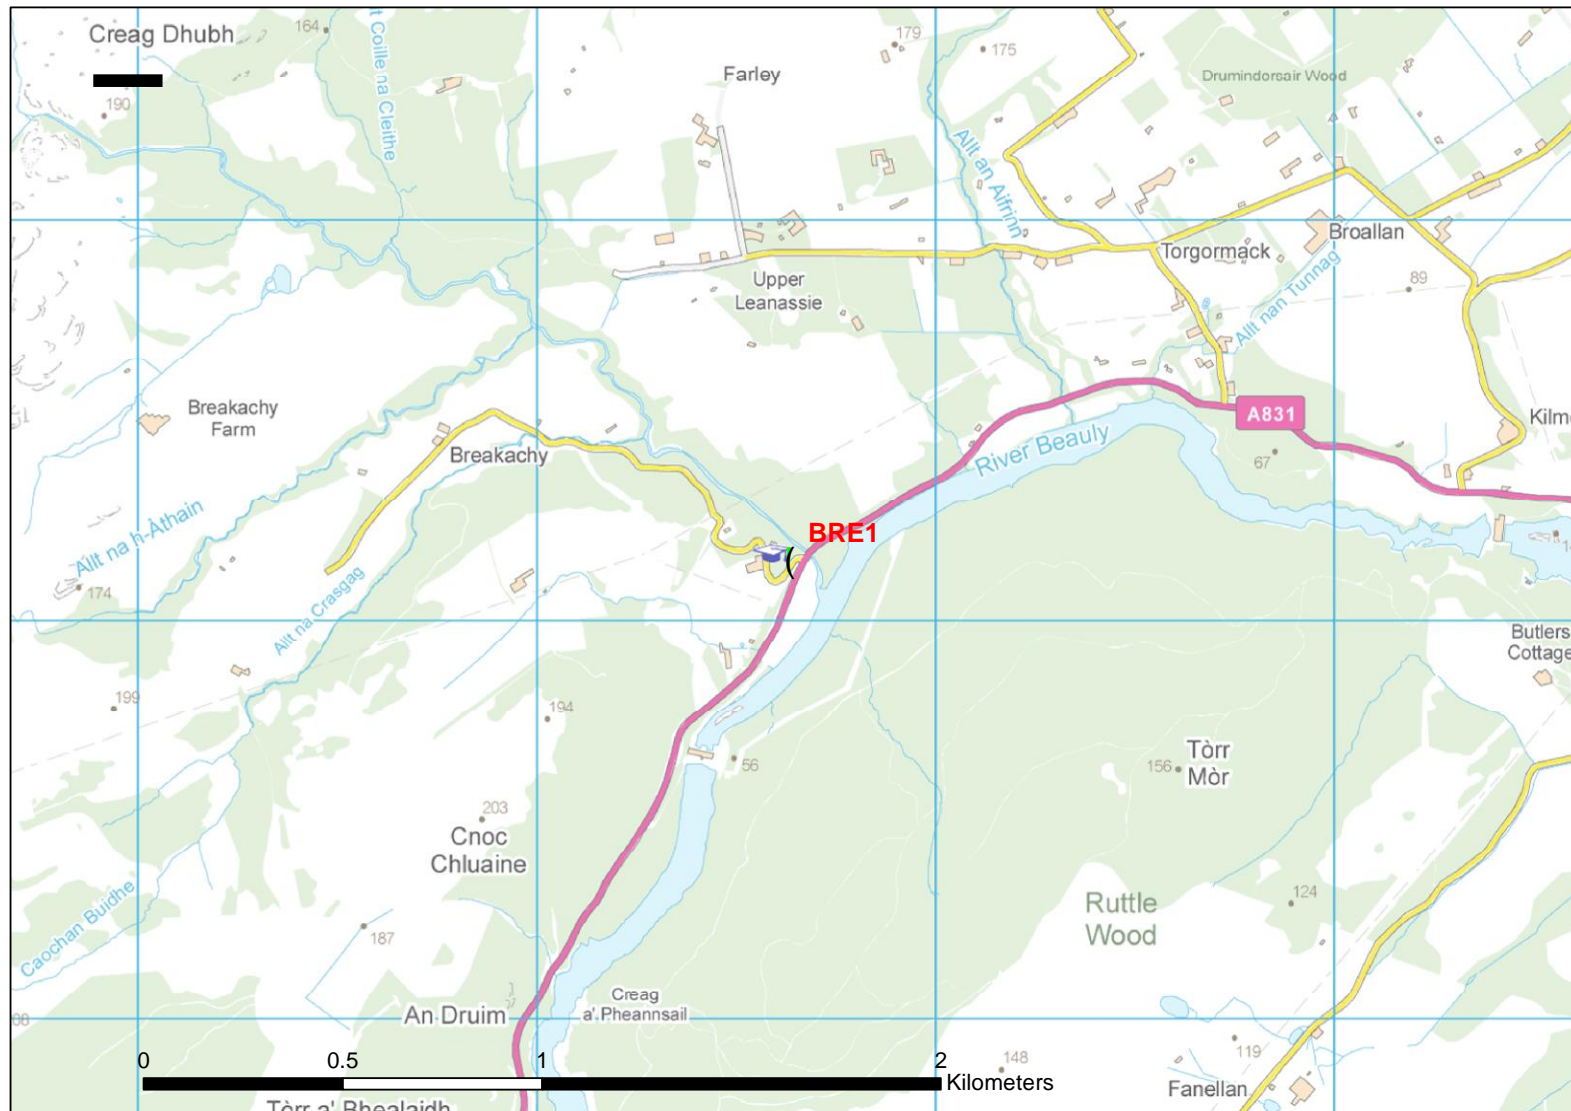 Creag Dhubh
164
t Coille na Cleithe
190
Farley
179
175
Drumindorsair Wood
Allt an Aifrinn
Torgormack
Broallan
Allt nan Tunnag
89
Upper
Leanassie
Breakachy
Farm
Breakachy
A831
River Beauly
67
Kilm
BRE1
Allt na h-Àthain
174
Allt na Crasgag
199
194
56
Butlers
Cottage
Tòrr
Mòr
156
203
Cnoc
Chluaine
124
Ruttle
Wood
Caochan Buidhe
187
An Druim
Creag
a' Pheannsail
08
119
148
Fanellan
0
0.5
1
2
Kilometers
Tòrr a' Bhealaidh